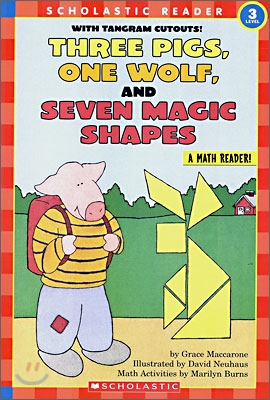 SCHOLASTIC READER
3
LEVEL
WITH TANGRAM CUTOUTS!
THREE PIGS,
ONE WOLF,
AND
SEVEN MAGIC
SHAPES
A MATH READER!
by Grace Maccarone
Illustrated by David Neuhaus
Math Activities by Marilyn Burns
SCHOLASTIC